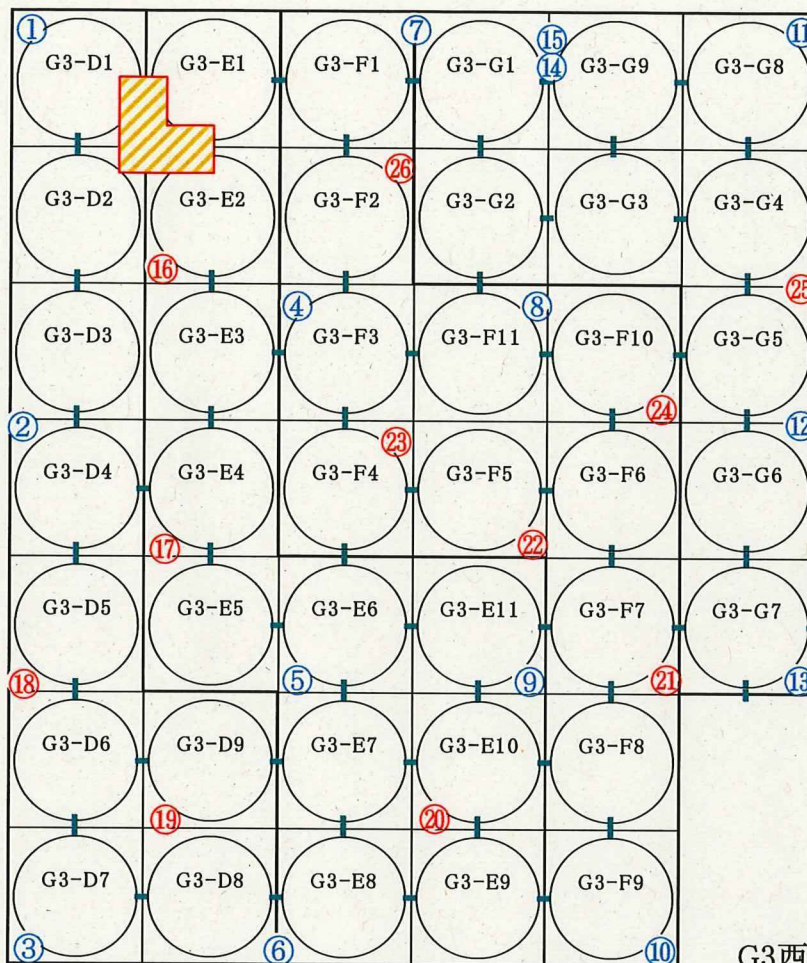 ① ⑦ ⑮ ⑪
⑭
G3-D1 G3-E1 G3-F1 G3-G1 G3-G9 G3-G8
㉖
G3-D2 G3-E2 G3-F2 G3-G2 G3-G3 G3-G4
⑯ ㉕
④ ⑧
G3-D3 G3-E3 G3-F3 G3-F11 G3-F10 G3-G5
㉔
② ⑫
㉓
G3-D4 G3-E4 G3-F4 G3-F5 G3-F6 G3-G6
⑰ ㉒
G3-D5 G3-E5 G3-E6 G3-E11 G3-F7 G3-G7
⑱ ⑤ ⑨ ㉑ ⑬
G3-D6 G3-D9 G3-E7 G3-E10 G3-F8
⑲ ⑳
G3-D7 G3-D8 G3-E8 G3-E9 G3-F9
③ ⑥ ⑩
G3西